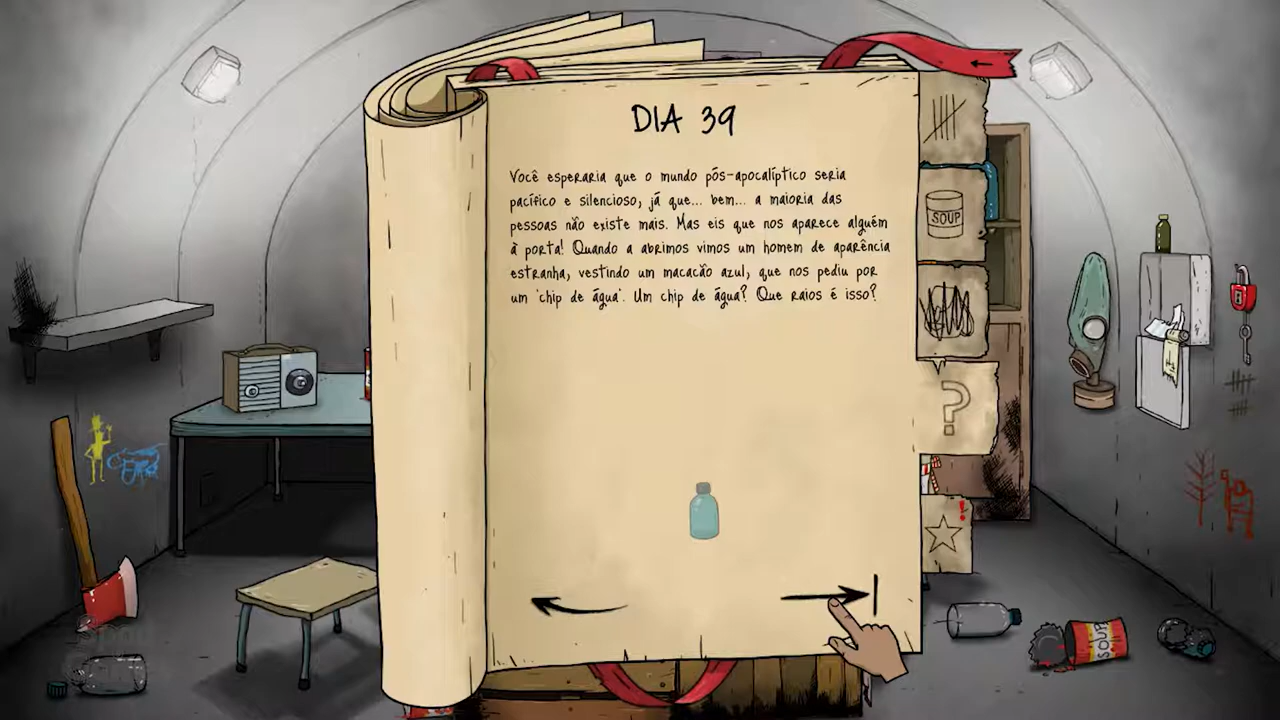 DIA 39
Você esperaria que o mundo pós-apocalíptico seria
pacífico e silencioso, já que... bem... a maioria das
pessoas não existe mais. Mas eis que nos aparece alguém
à porta! Quando a abrimos vimos um homem de aparência
estranha, vestindo um macacão azul, que nos pediu por
um 'chip de água'. Um chip de água? Que raios é isso?
SOUP
?
!
SOUP